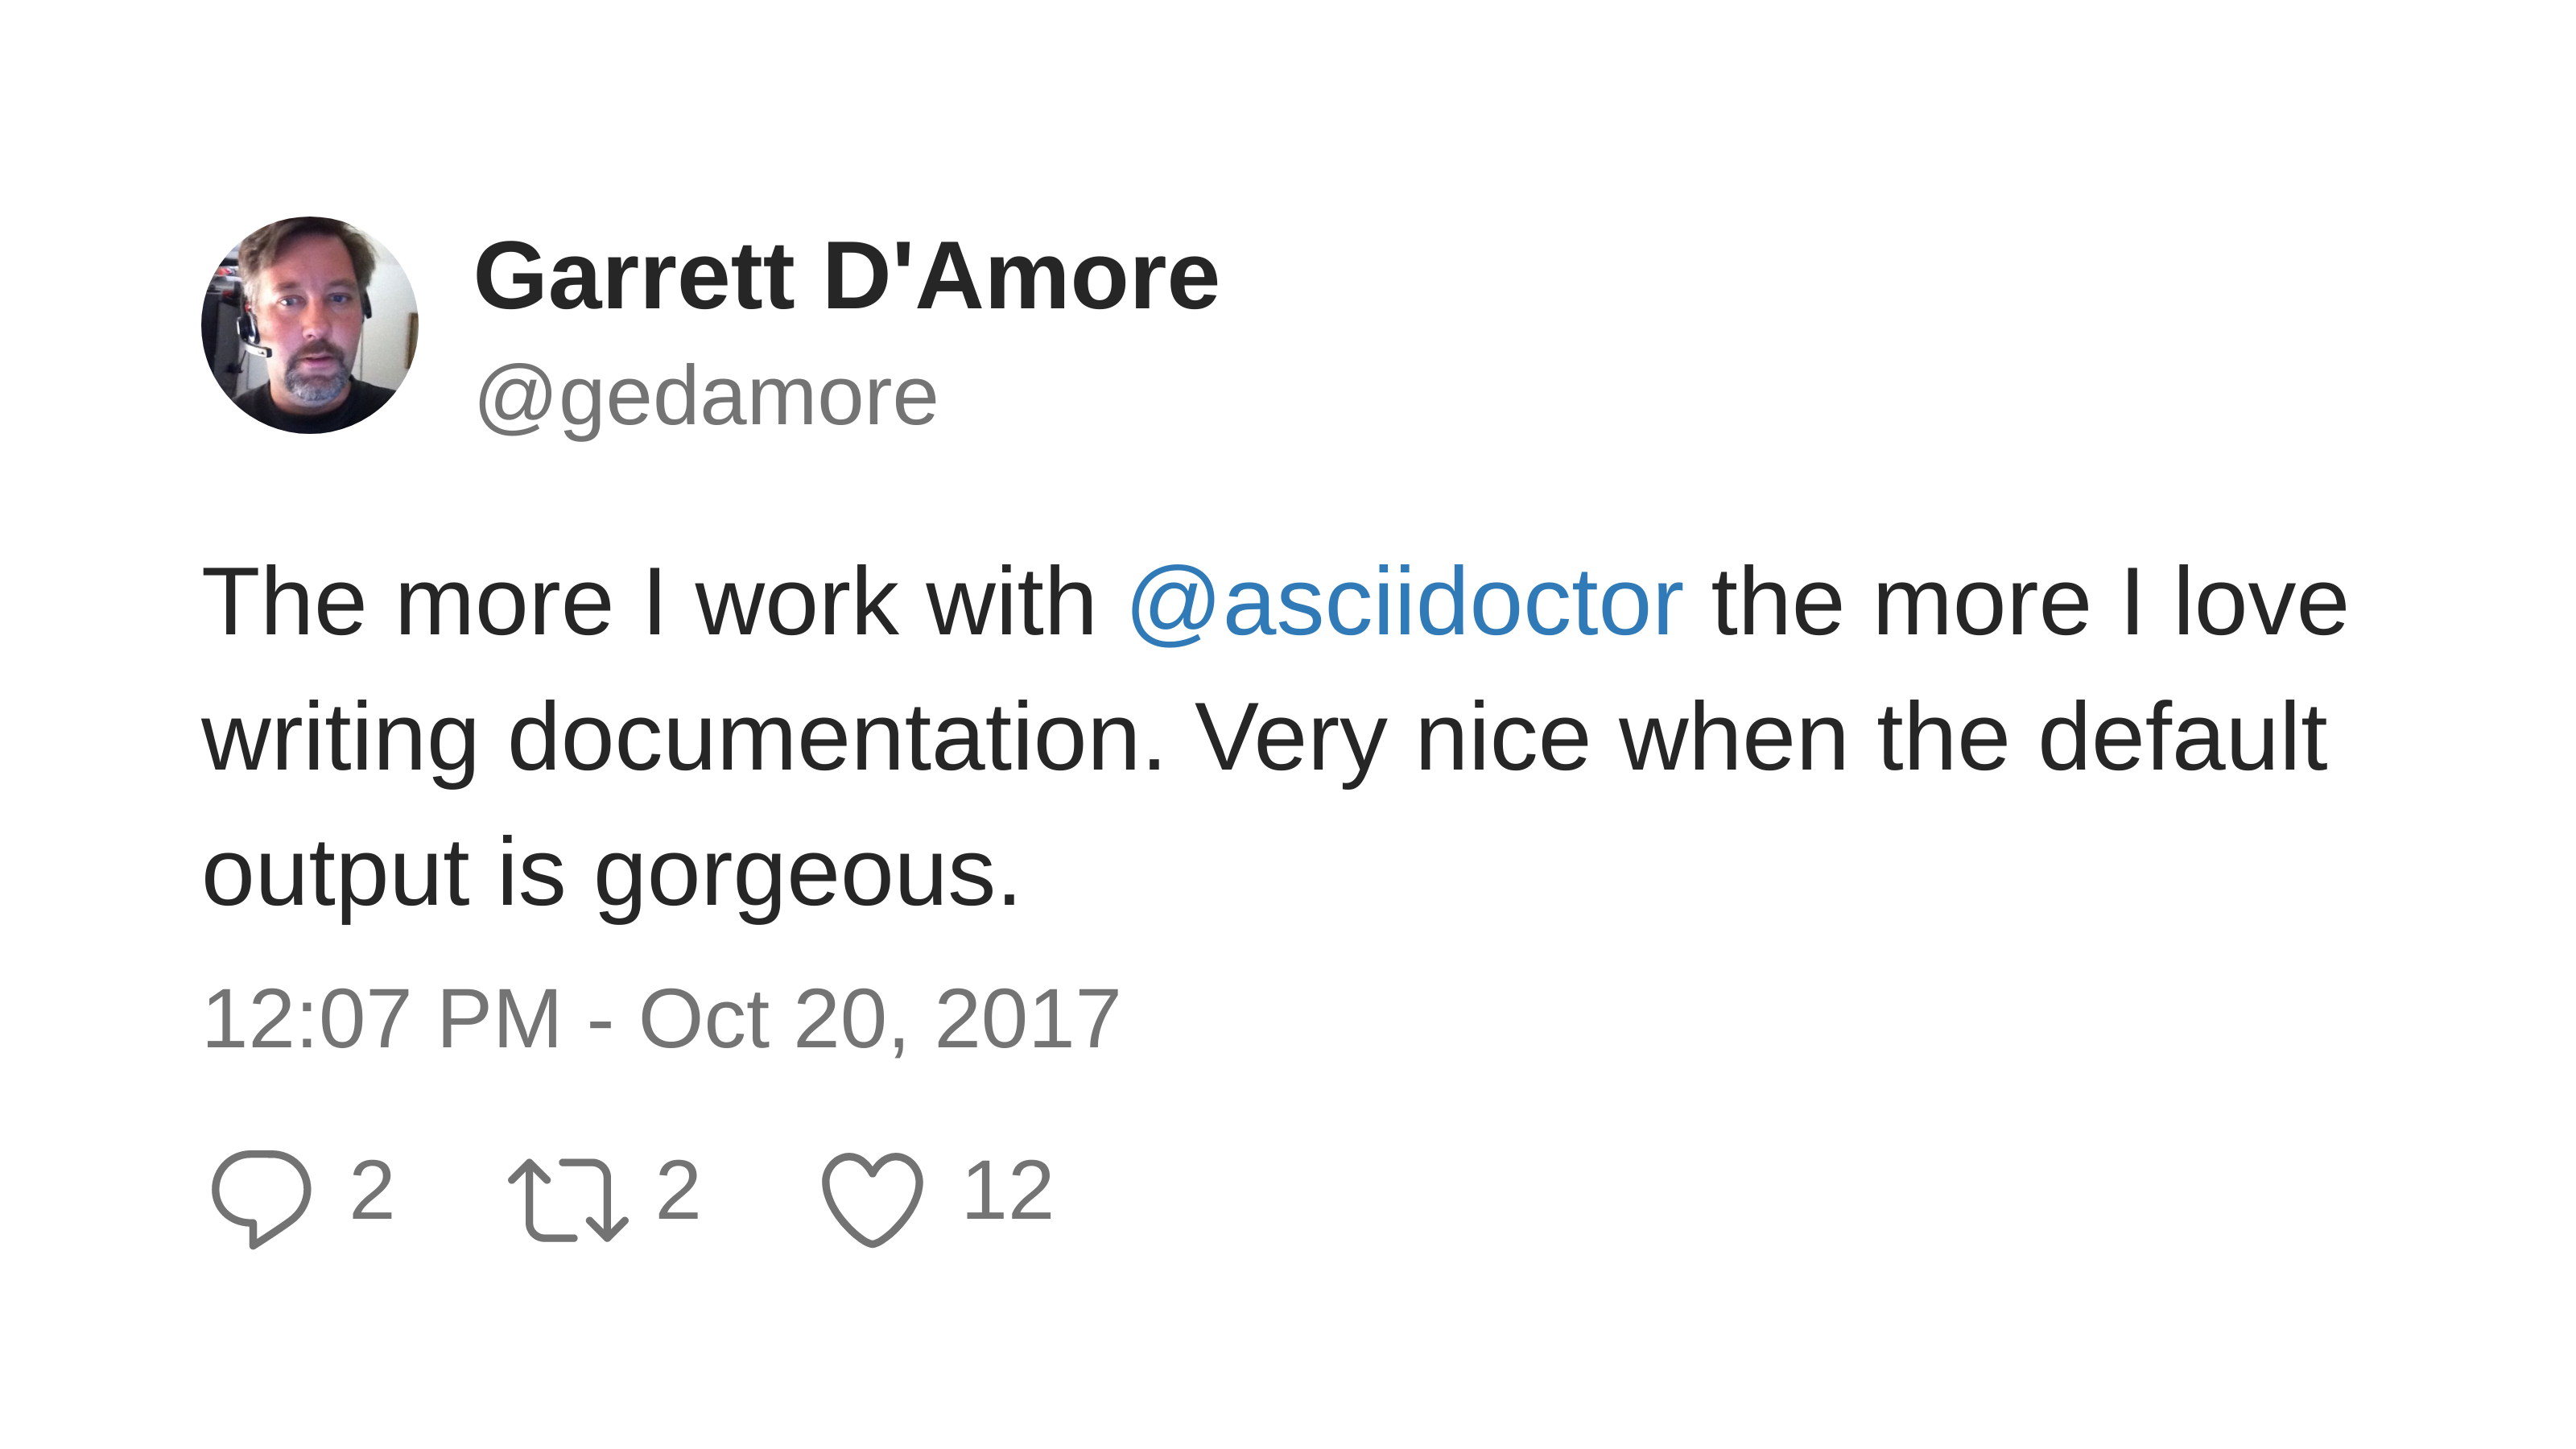 Garrett D'Amore
@gedamore
The more I work with @asciidoctor the more I love
writing documentation. Very nice when the default
output is gorgeous.
12:07 PM - Oct 20, 2017
2 2 12